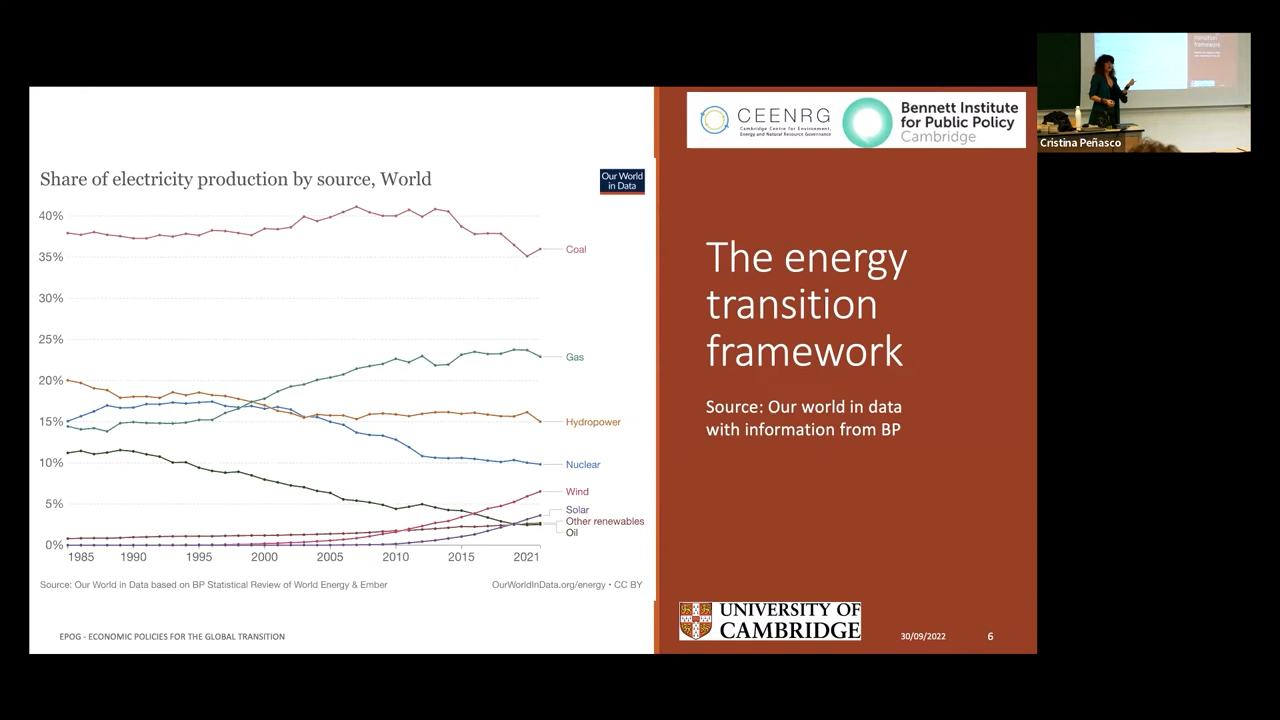 Share of electricity production by source, World
Our World
in Data
40%
35%
30%
25%
20%
15%
10%
5%
0%
1985
1990
1995
2000
2005
2010
2015
2021
Coal
Gas
Hydropower
Nuclear
Wind
Solar
Other renewables
Oil
Source: Our World in Data based on BP Statistical Review of World Energy & Ember
OurWorldInData.org/energy • CC BY
EPOG - ECONOMIC POLICIES FOR THE GLOBAL TRANSITION
CEENRG
Cambridge Centre for Environment,
Energy and Natural Resource Governance
Bennett Institute
for Public Policy
Cambridge
The energy
transition
framework
Source: Our world in data
with information from BP
UNIVERSITY OF
CAMBRIDGE
30/09/2022
6
transition
framework
Cristina Peñasco